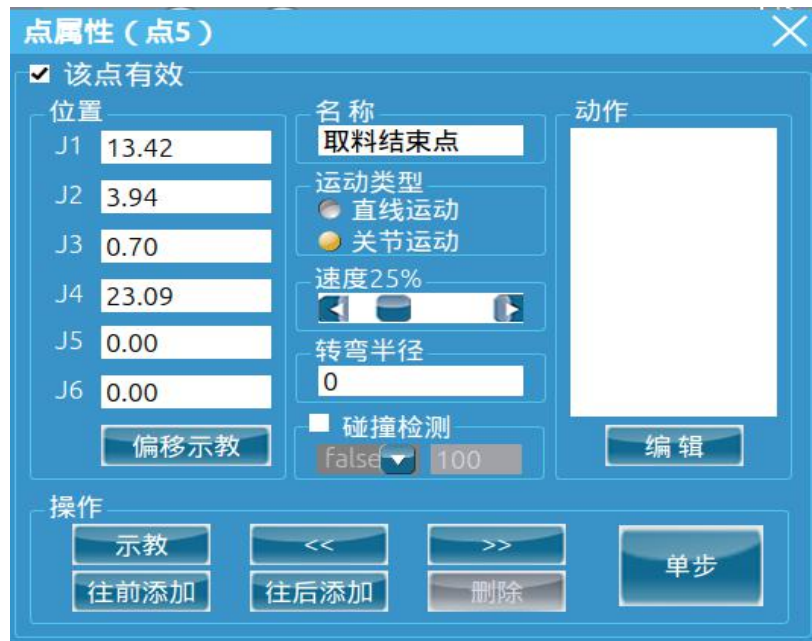 点属性（点5）
该点有效
位置
J1 13.42
J2 3.94
J3 0.70
J4 23.09
J5 0.00
J6 0.00
偏移示教
名 称
取料结束点
运动类型
直线运动
关节运动
速度25%
转弯半径
0
碰撞检测
false 100
动作
编 辑
操作
示教 << >>
往前添加 往后添加 删除
单步